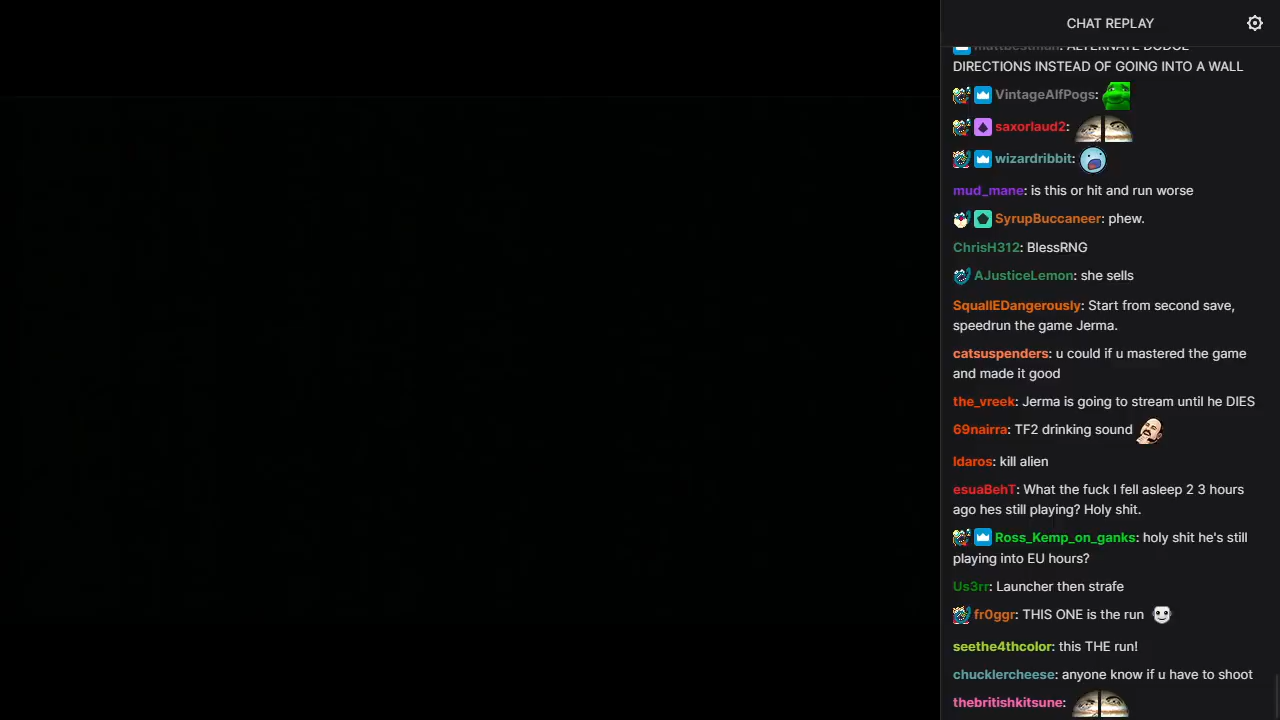 CHAT REPLAY
mattbestman: ALTERNATE DODGE
DIRECTIONS INSTEAD OF GOING INTO A WALL
VintageAlfPogs:
saxorlaud2:
wizardribbit:
mud_mane: is this or hit and run worse
SyrupBuccaneer: phew.
ChrisH312: BlessRNG
AJusticeLemon: she sells
SquallEDangerously: Start from second save,
speedrun the game Jerma.
catsuspenders: u could if u mastered the game
and made it good
the_vreek: Jerma is going to stream until he DIES
69nairra: TF2 drinking sound
Idaros: kill alien
esuaBehT: What the fuck I fell asleep 2 3 hours
ago hes still playing? Holy shit.
Ross_Kemp_on_ganks: holy shit he's still
playing into EU hours?
Us3rr: Launcher then strafe
fr0ggr: THIS ONE is the run
seethe4thcolor: this THE run!
chucklercheese: anyone know if u have to shoot
thebritishkitsune: